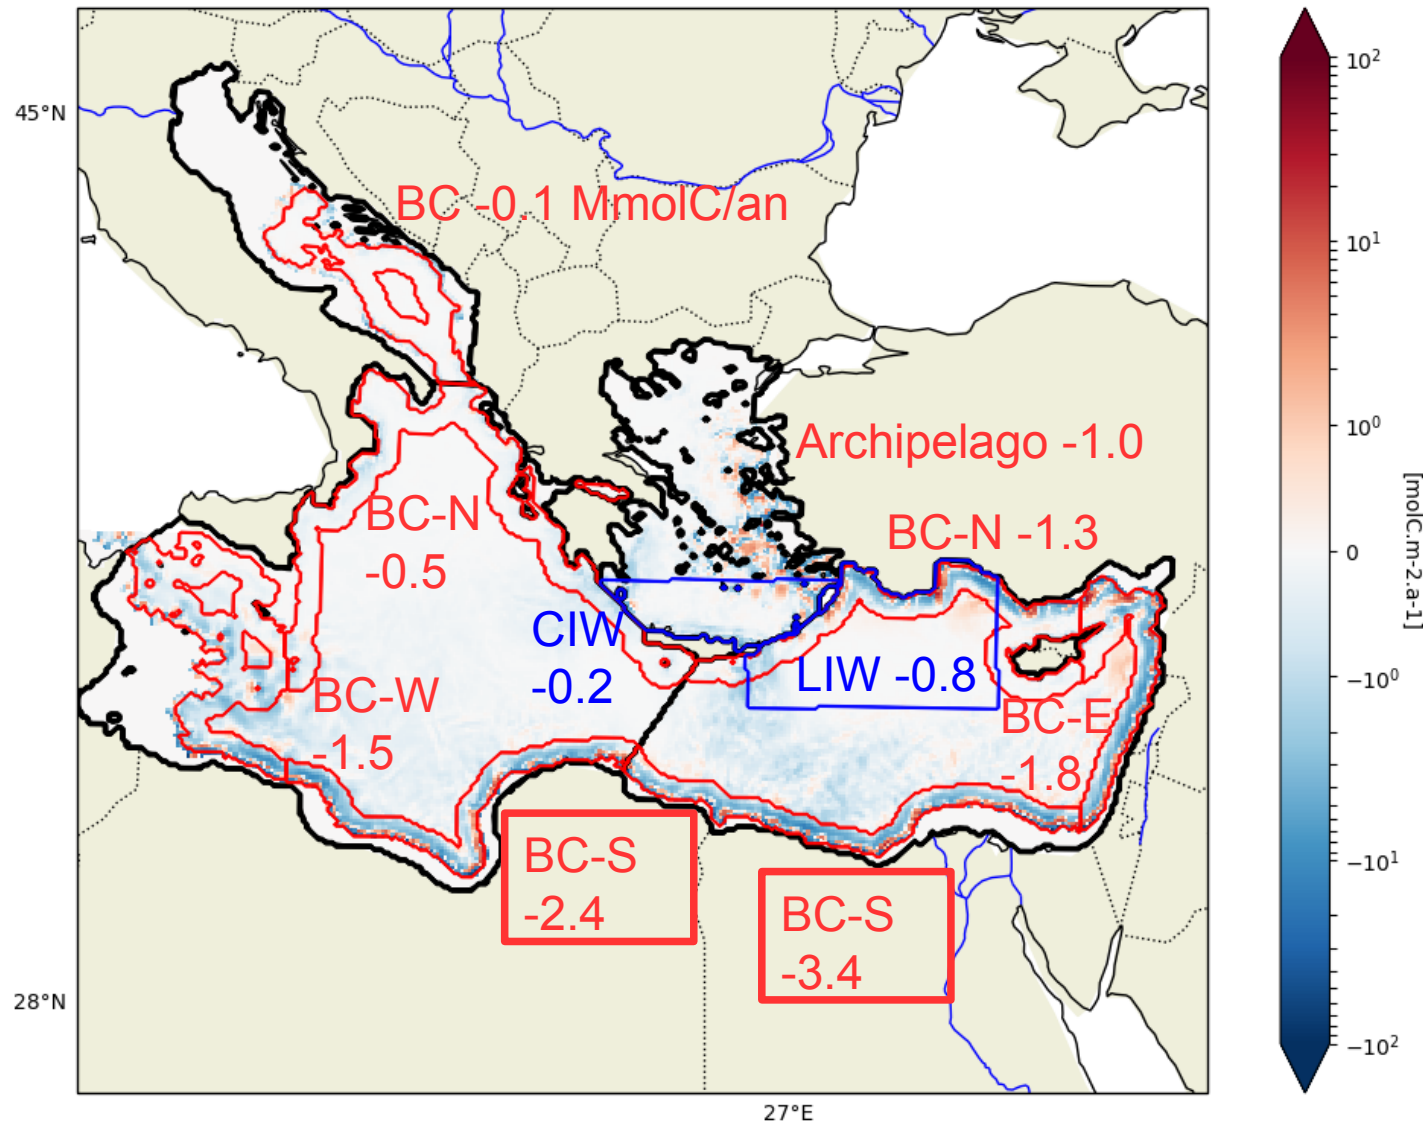 45°N
28°N
27°E
BC -0.1 MmolC/an
Archipelago -1.0
BC-N
-0.5
BC-N -1.3
CIW
-0.2
LIW -0.8
BC-W
-1.5
BC-E
-1.8
BC-S
-2.4
BC-S
-3.4
10²
10¹
10⁰
0
−10⁰
−10¹
−10²
[molC.m-2.a-1]